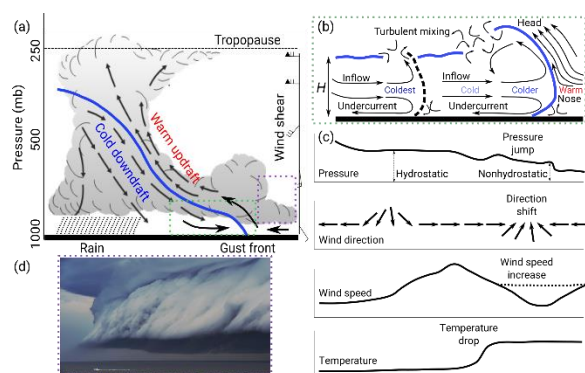 (a)
Tropopause
250
500
1000
Pressure (mb)
Cold downdraft
Warm updraft
Wind shear
Rain
Gust front
(b)
Turbulent mixing
Head
H
Inflow
Coldest
Undercurrent
Inflow
Cold
Colder
Undercurrent
Warm
Nose
(c)
Pressure
jump
Pressure
Hydrostatic
Nonhydrostatic
Direction
shift
Wind direction
Wind speed
increase
Wind speed
Temperature
drop
Temperature
(d)